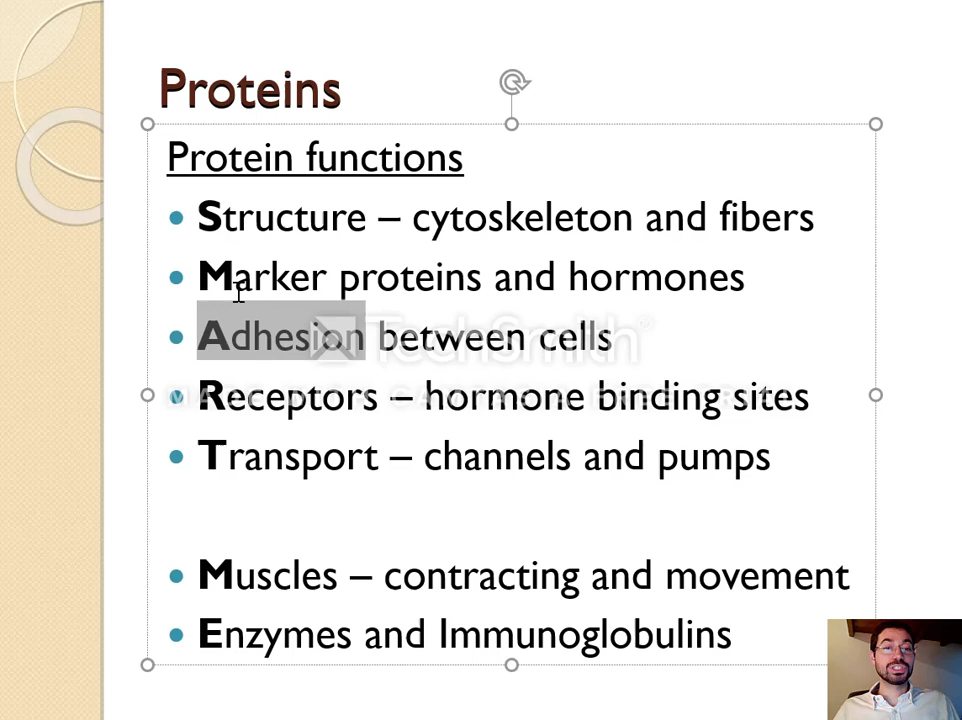 Proteins
Protein functions
• Structure – cytoskeleton and fibers
• Marker proteins and hormones
• Adhesion between cells
TechSmith
• Receptors – hormone binding sites
• Transport – channels and pumps
• Muscles – contracting and movement
• Enzymes and Immunoglobulins